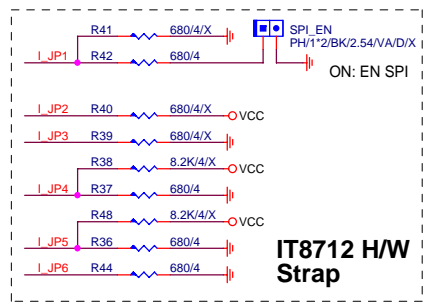 R41 680/4/X SPI_EN
PH/1*2/BK/2.54/VA/D/X
I_JP1 R42 680/4
ON: EN SPI
I_JP2 R40 680/4/X VCC
I_JP3 R39 680/4/X
R38 8.2K/4/X VCC
I_JP4 R37 680/4
R48 8.2K/4/X VCC
I_JP5 R36 680/4
I_JP6 R44 680/4
IT8712 H/W
Strap